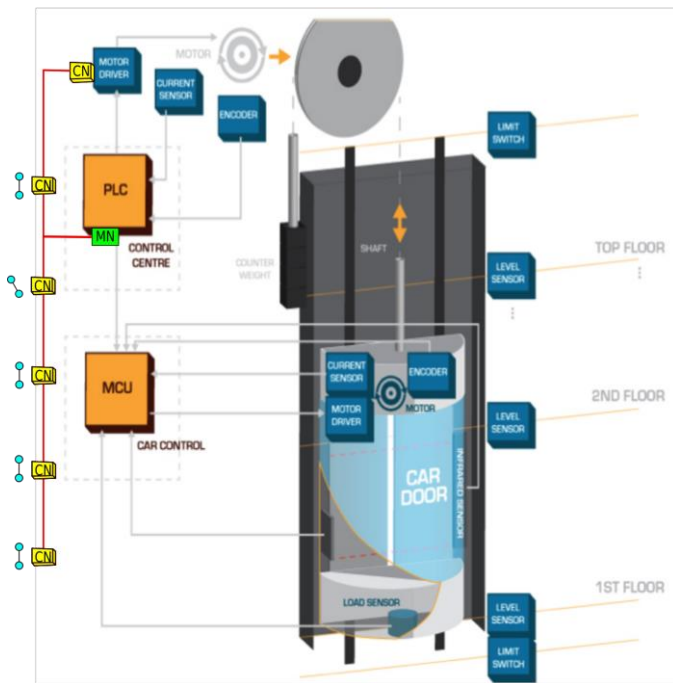 CN
MOTOR
DRIVER
MOTOR
CURRENT
SENSOR
ENCODER
LIMIT
SWITCH
CN
PLC
MN
CONTROL
CENTRE
SHAFT
COUNTER
WEIGHT
TOP FLOOR
LEVEL
SENSOR
CN
CN
MCU
CAR CONTROL
CURRENT
SENSOR
ENCODER
MOTOR
MOTOR
DRIVER
2ND FLOOR
LEVEL
SENSOR
CAR
DOOR
INFRARED SENSOR
CN
CN
LOAD SENSOR
1ST FLOOR
LEVEL
SENSOR
LIMIT
SWITCH